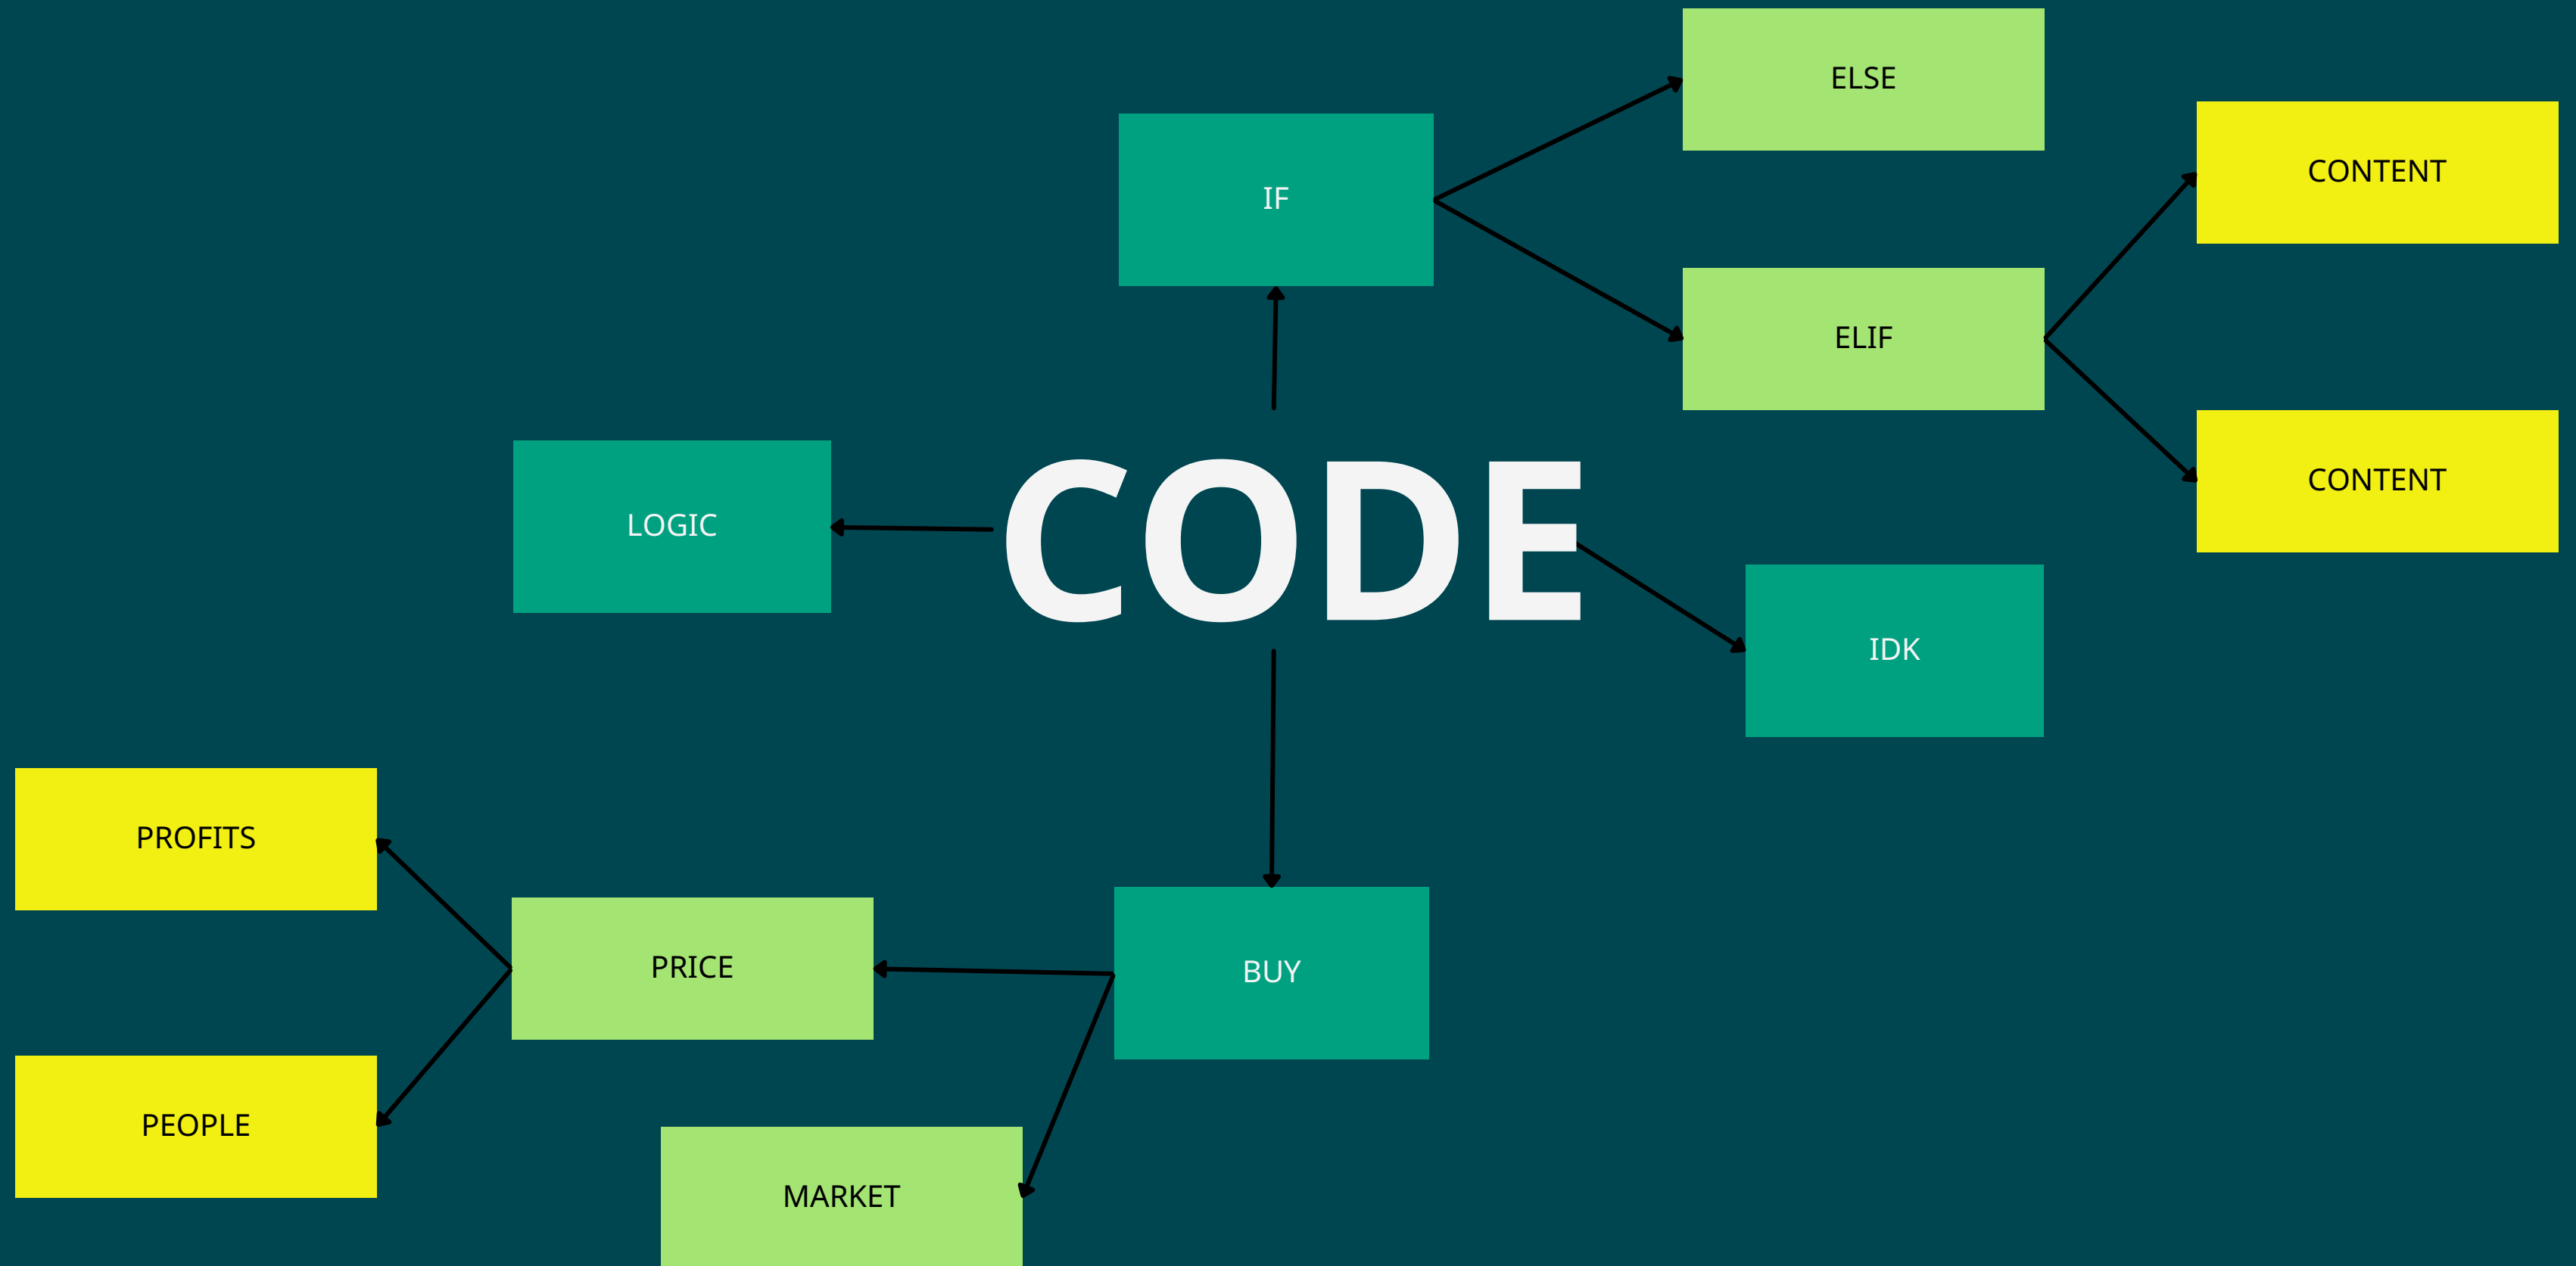 ELSE
CONTENT
IF
ELIF
CONTENT
LOGIC
CODE
IDK
PROFITS
PRICE
BUY
PEOPLE
MARKET